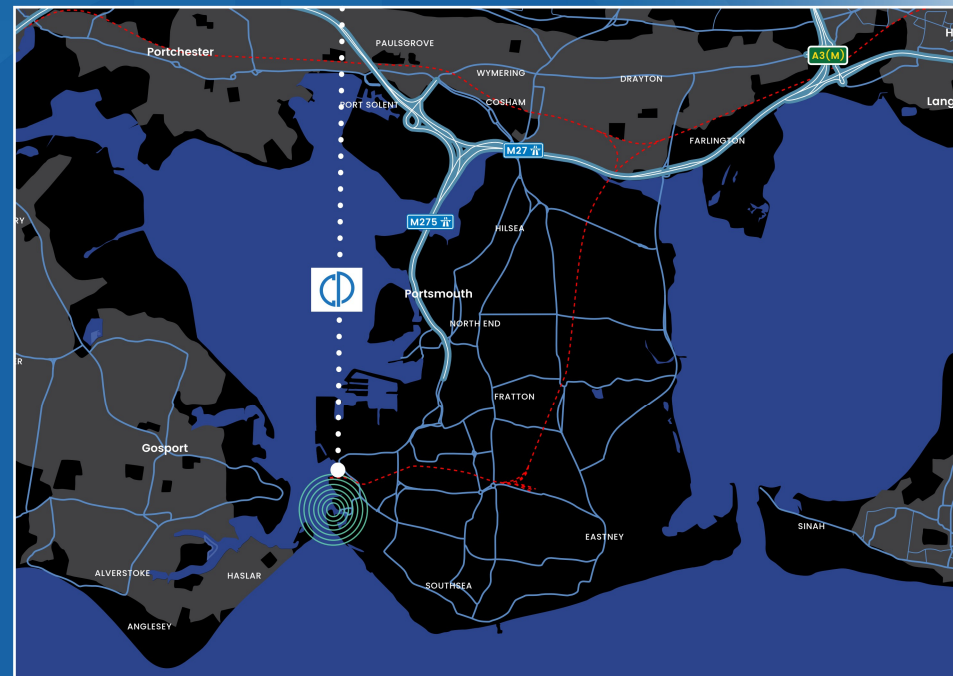 PAULSGROVE
Portchester
A3(M)
WYMERING
DRAYTON
PORT SOLENT
COSHAM
FARLINGTON
M27
M275
HILSEA
Portsmouth
NORTH END
FRATTON
Gosport
SINAH
EASTNEY
ALVERSTOKE
HASLAR
SOUTHSEA
ANGLESEY